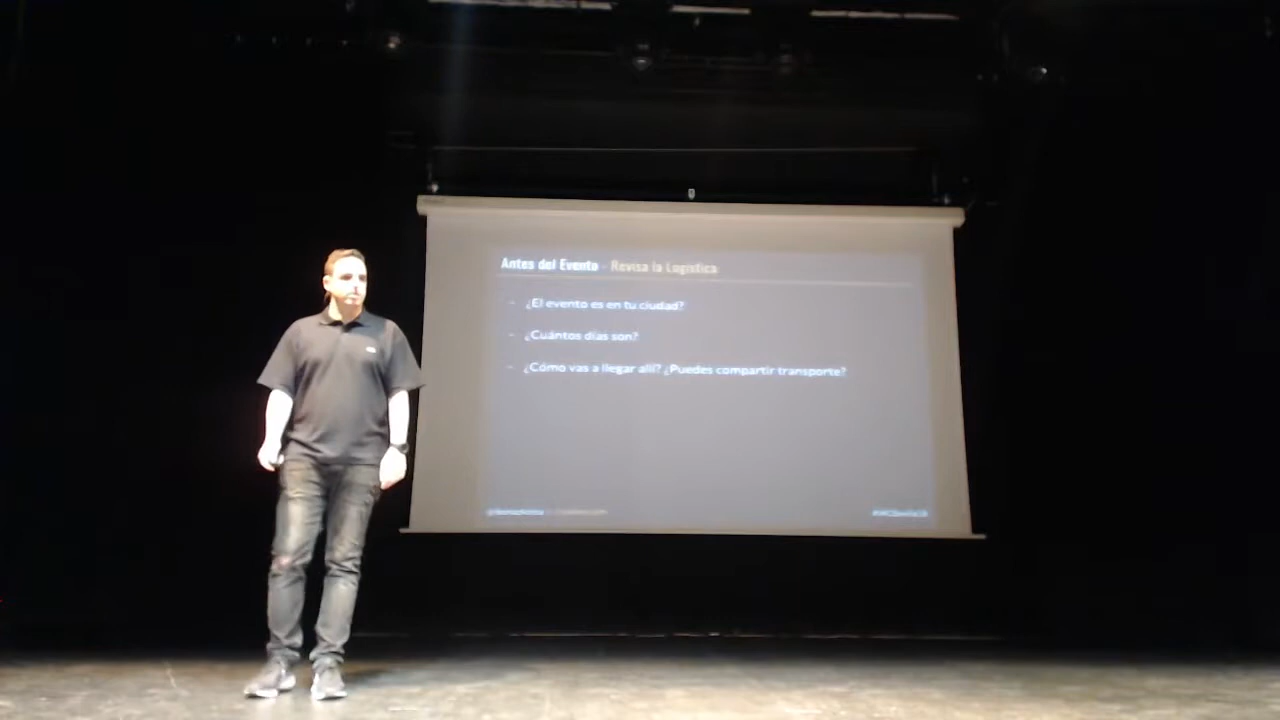 Antes del Evento - Revisa la Logística
- ¿El evento es en tu ciudad?
- ¿Cuántos días son?
- ¿Cómo vas a llegar allí? ¿Puedes compartir transporte?